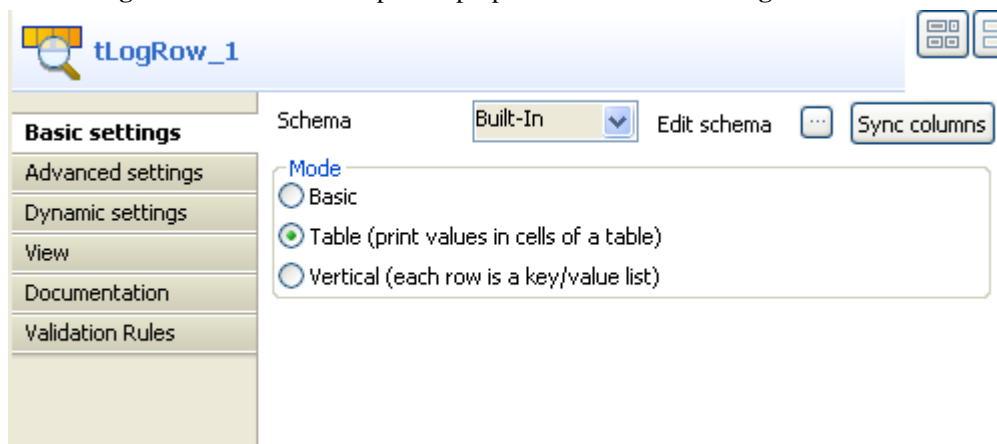 tLogRow_1
Basic settings
Advanced settings
Dynamic settings
View
Documentation
Validation Rules
Schema Built-In Edit schema ... Sync columns
Mode
Basic
Table (print values in cells of a table)
Vertical (each row is a key/value list)